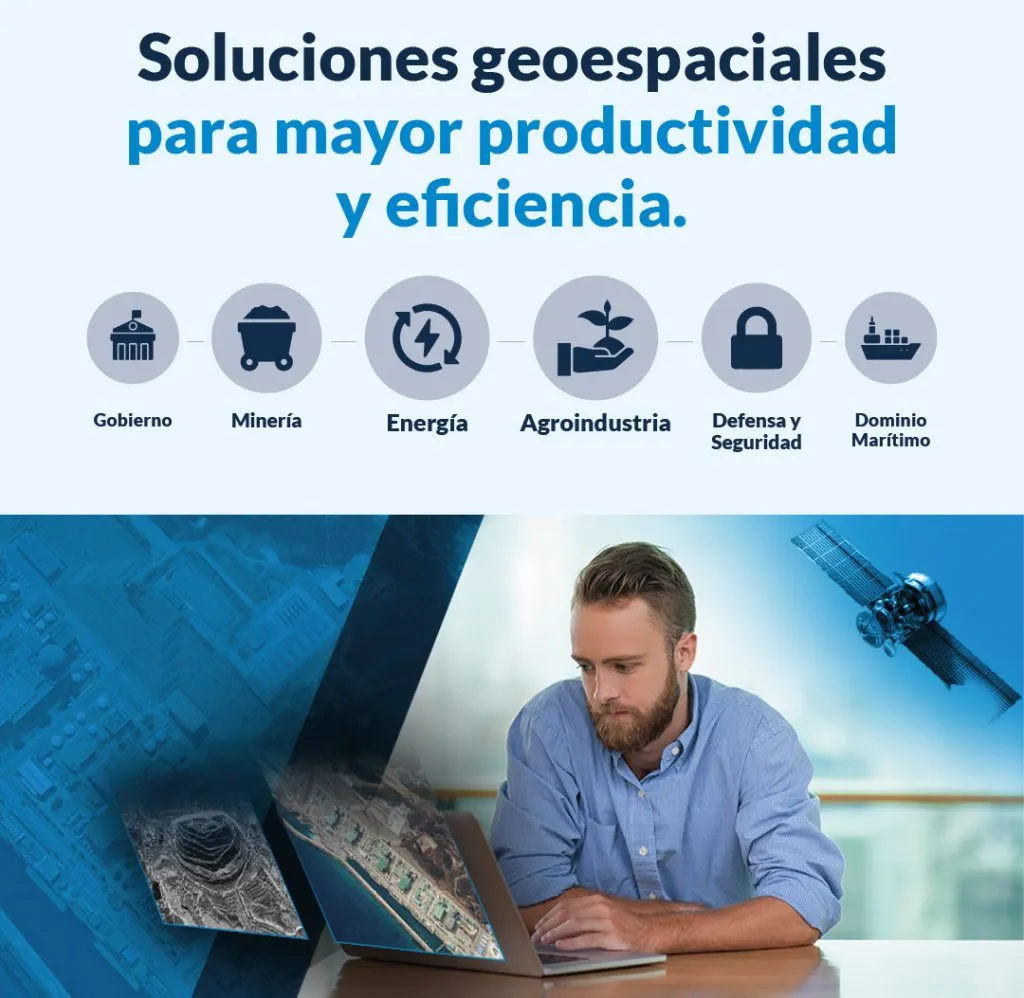 Soluciones geoespaciales
para mayor productividad
y eficiencia.
Gobierno
Minería
Energía
Agroindustria
Defensa y
Seguridad
Dominio
Marítimo